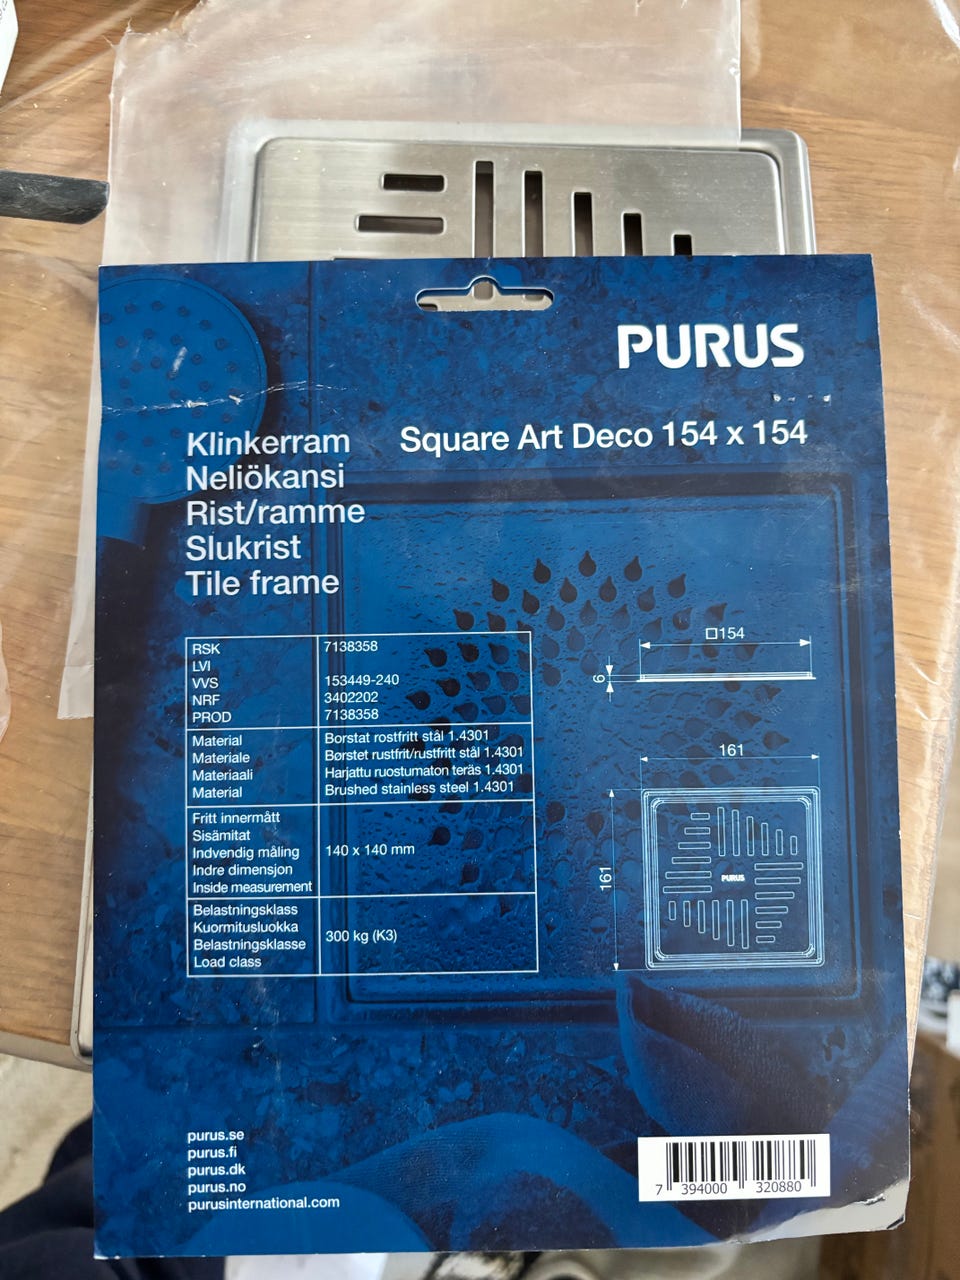 PURUS
Klinkerram
Neliökansi
Rist/ramme
Slukrist
Tile frame
Square Art Deco 154 x 154
RSK 7138358
LVI
VVS 153449-240
NRF 3402202
PROD 7138358
Material Borstat rostfritt stål 1.4301
Materiale Børstet rustfrit/rustfritt stål 1.4301
Materiaali Harjattu ruostumaton teräs 1.4301
Material Brushed stainless steel 1.4301
Fritt innermått
Sisämitat
Indvendig måling 140 x 140 mm
Indre dimensjon
Inside measurement
Belastningsklass
Kuormitusluokka 300 kg (K3)
Belastningsklasse
Load class
□154
6
161
161
PURUS
purus.se
purus.fi
purus.dk
purus.no
purusinternational.com
7 394000 320880